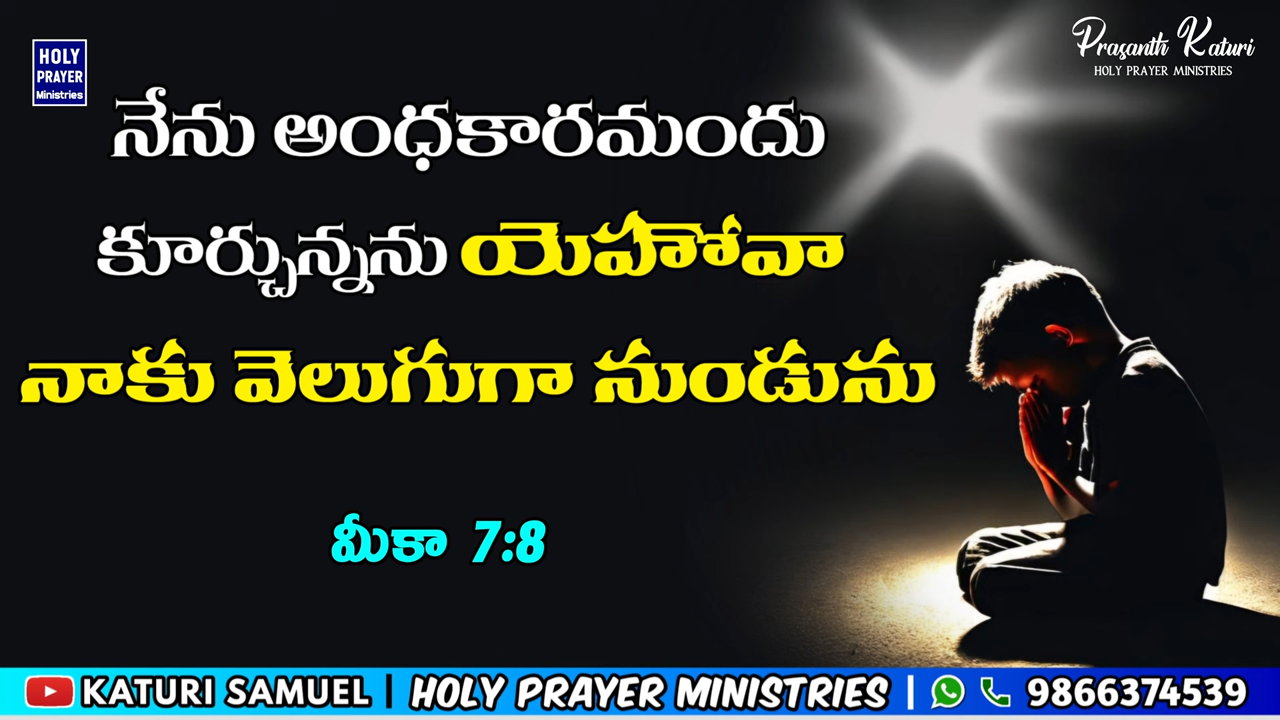 HOLY
PRAYER
Ministries
Prasanth Katuri
HOLY PRAYER MINISTRIES
నేను అంధకారమందు
కూర్చున్నను యెహోవా
నాకు వెలుగుగా నుండును
మీకా 7:8
KATURI SAMUEL | HOLY PRAYER MINISTRIES | 9866374539